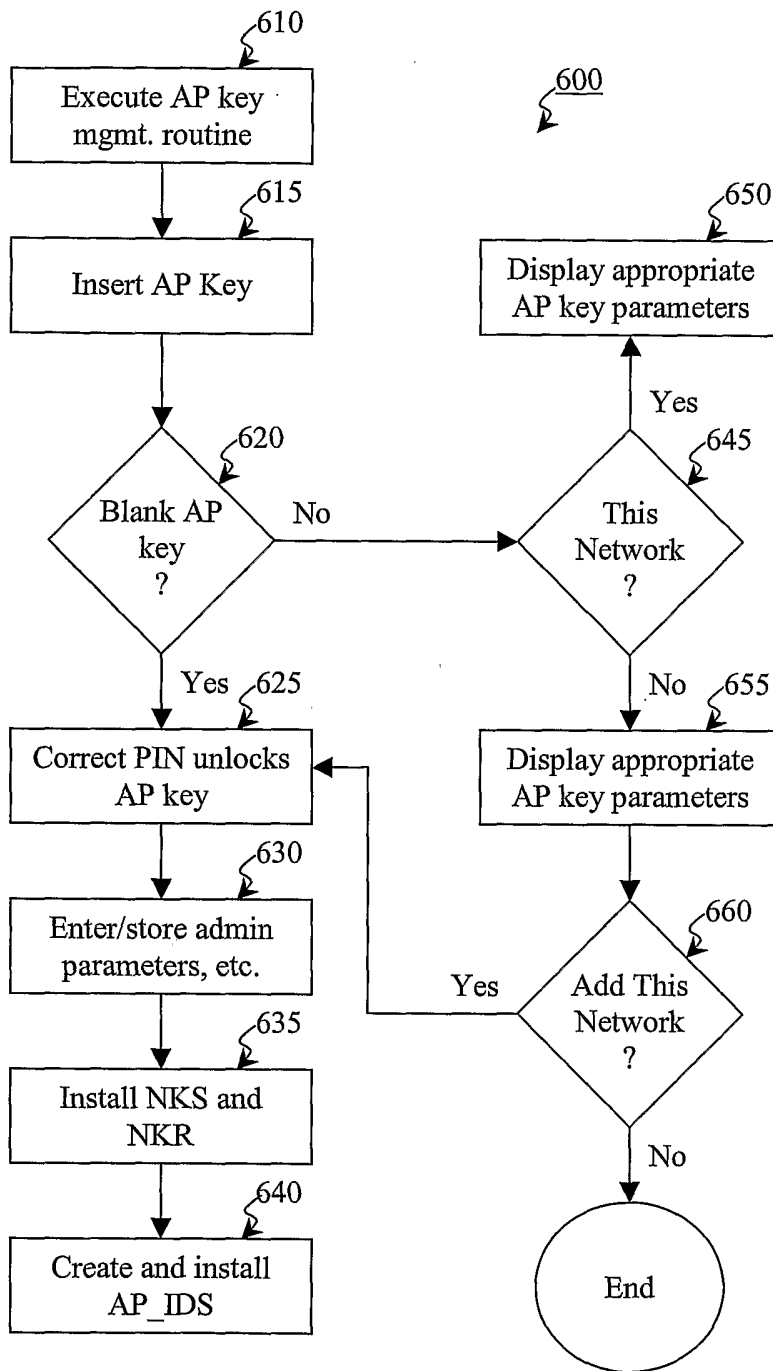 610
Execute AP key
mgmt. routine
600
615
Insert AP Key
650
Display appropriate
AP key parameters
Yes
620
Blank AP
key
?
No
645
This
Network
?
Yes
625
Correct PIN unlocks
AP key
No
655
Display appropriate
AP key parameters
630
Enter/store admin
parameters, etc.
660
Add This
Network
?
Yes
635
Install NKS and
NKR
No
640
Create and install
AP_IDS
End